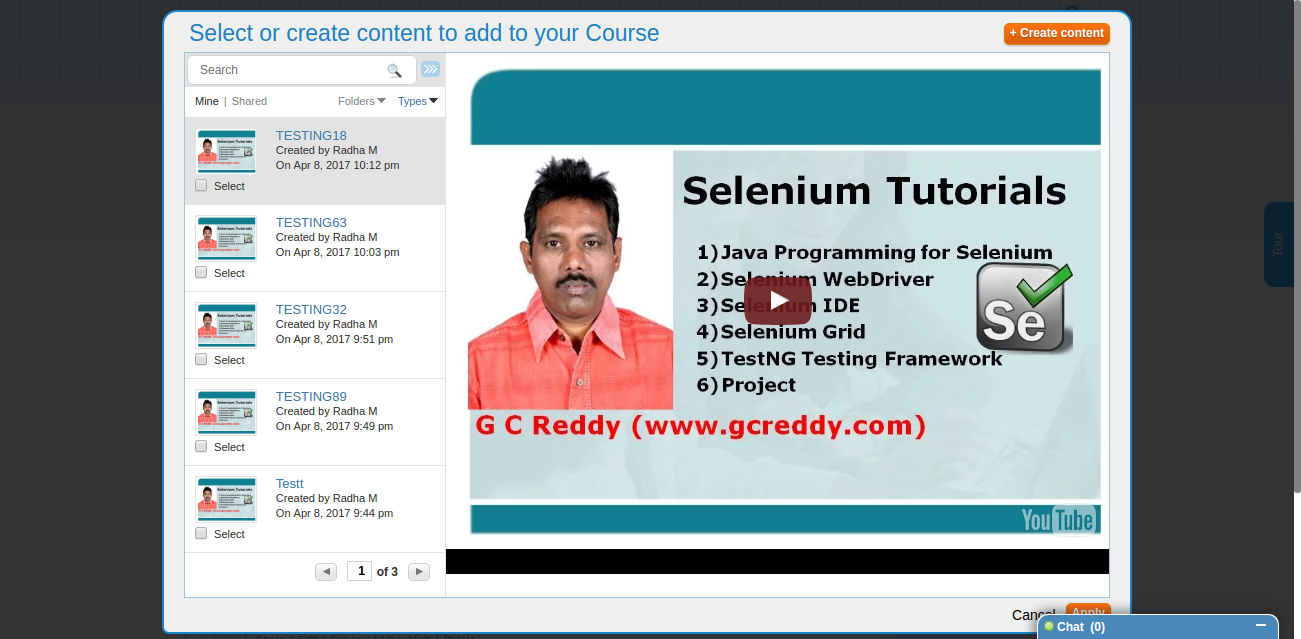 Select or create content to add to your Course
+ Create content
Search
Mine | Shared
Folders
Types
TESTING18
Created by Radha M
On Apr 8, 2017 10:12 pm
Select
TESTING63
Created by Radha M
On Apr 8, 2017 10:03 pm
Select
TESTING32
Created by Radha M
On Apr 8, 2017 9:51 pm
Select
TESTING89
Created by Radha M
On Apr 8, 2017 9:49 pm
Select
Testt
Created by Radha M
On Apr 8, 2017 9:44 pm
Select
1 of 3
Selenium Tutorials
1)Java Programming for Selenium
2)Selenium WebDriver
3)Selenium IDE
4)Selenium Grid
5)TestNG Testing Framework
6)Project
Se
G C Reddy (www.gcreddy.com)
YouTube
Tour
Cancel
Apply
Chat (0)